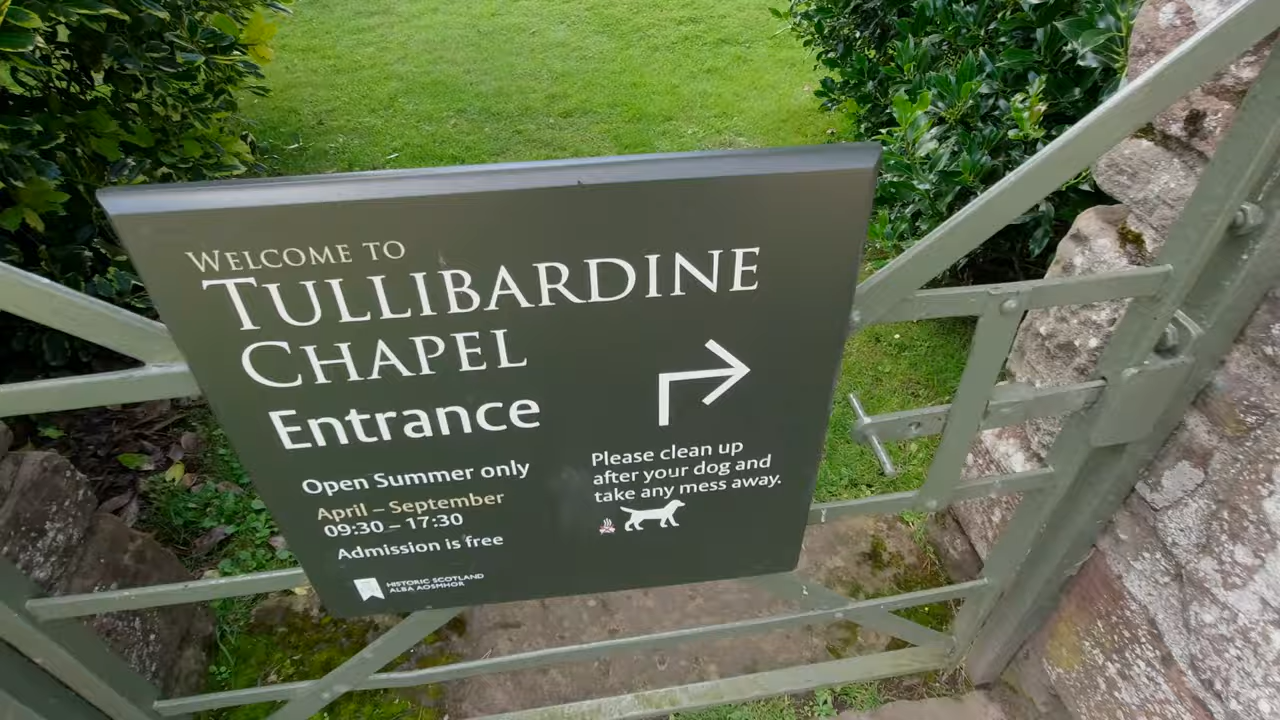 WELCOME TO
TULLIBARDINE
CHAPEL
Entrance
Open Summer only
April – September
09:30 – 17:30
Admission is free
Please clean up
after your dog and
take any mess away.
HISTORIC SCOTLAND
ALBA AOSMHOR